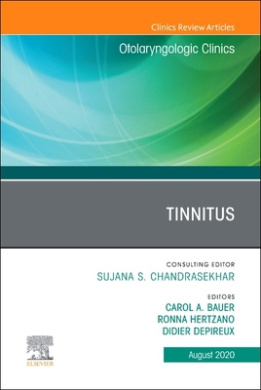 Clinics Review Articles
Otolaryngologic Clinics
TINNITUS
CONSULTING EDITOR
SUJANA S. CHANDRASEKHAR
EDITORS
CAROL A. BAUER
RONNA HERTZANO
DIDIER DEPIREUX
ELSEVIER
August 2020